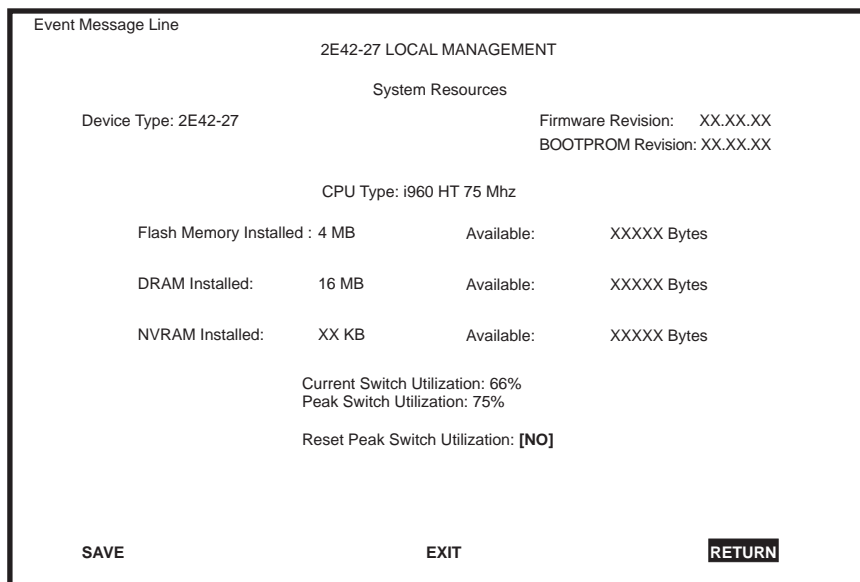 Event Message Line
2E42-27 LOCAL MANAGEMENT
System Resources
Device Type: 2E42-27 Firmware Revision: XX.XX.XX
BOOTPROM Revision: XX.XX.XX
CPU Type: i960 HT 75 Mhz
Flash Memory Installed : 4 MB Available: XXXXX Bytes
DRAM Installed: 16 MB Available: XXXXX Bytes
NVRAM Installed: XX KB Available: XXXXX Bytes
Current Switch Utilization: 66%
Peak Switch Utilization: 75%
Reset Peak Switch Utilization: [NO]
SAVE EXIT RETURN